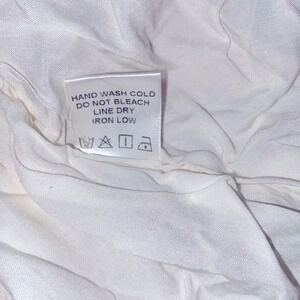 HAND WASH COLD
DO NOT BLEACH
LINE DRY
IRON LOW